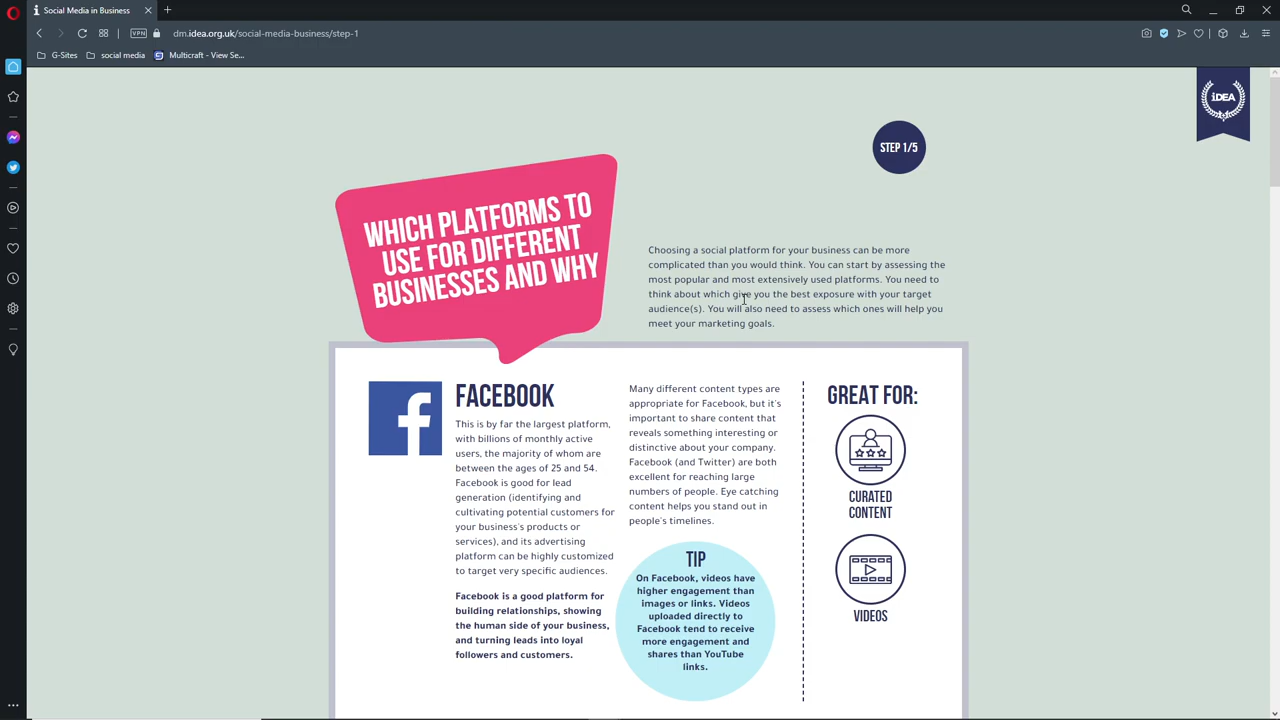 Social Media in Business
VPN
dm.idea.org.uk/social-media-business/step-1
G-Sites
social media
Multicraft - View Se...
iDEA
STEP 1/5
WHICH PLATFORMS TO
USE FOR DIFFERENT
BUSINESSES AND WHY
Choosing a social platform for your business can be more
complicated than you would think. You can start by assessing the
most popular and most extensively used platforms. You need to
think about which give you the best exposure with your target
audience(s). You will also need to assess which ones will help you
meet your marketing goals.
FACEBOOK
This is by far the largest platform,
with billions of monthly active
users, the majority of whom are
between the ages of 25 and 54.
Facebook is good for lead
generation (identifying and
cultivating potential customers for
your business's products or
services), and its advertising
platform can be highly customized
to target very specific audiences.
Facebook is a good platform for
building relationships, showing
the human side of your business,
and turning leads into loyal
followers and customers.
Many different content types are
appropriate for Facebook, but it's
important to share content that
reveals something interesting or
distinctive about your company.
Facebook (and Twitter) are both
excellent for reaching large
numbers of people. Eye catching
content helps you stand out in
people's timelines.
TIP
On Facebook, videos have
higher engagement than
images or links. Videos
uploaded directly to
Facebook tend to receive
more engagement and
shares than YouTube
links.
GREAT FOR:
CURATED
CONTENT
VIDEOS